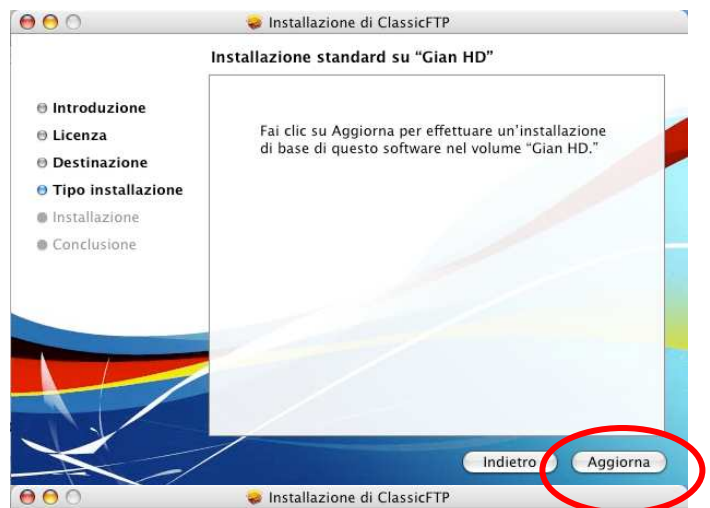 Installazione di ClassicFTP
Installazione standard su “Gian HD”
Introduzione
Licenza
Destinazione
Tipo installazione
Installazione
Conclusione
Fai clic su Aggiorna per effettuare un’installazione
di base di questo software nel volume “Gian HD.”
Indietro
Aggiorna
Installazione di ClassicFTP